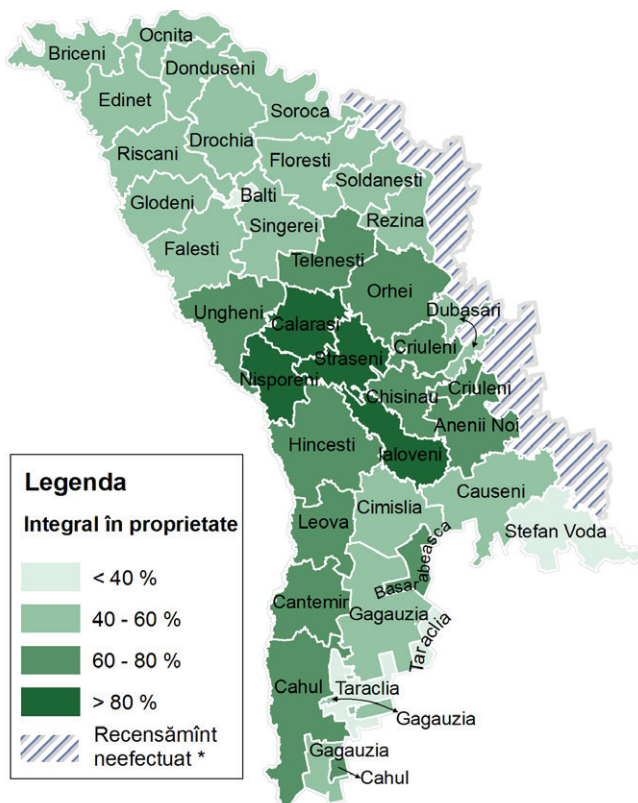 Ocnita
Briceni
Donduseni
Edinet
Soroca
Drochia
Riscani
Floresti
Soldanesti
Balti
Glodeni
Singerei
Rezina
Falesti
Telenesti
Orhei
Ungheni
Dubasari
Calarasi
Criuleni
Straseni
Nisporeni
Chisinau
Criuleni
Anenii Noi
Hincesti
Ialoveni
Causeni
Cimislia
Stefan Voda
Leova
Basarabeasca
Cantemir
Gagauzia
Taraclia
Cahul
Taraclia
Gagauzia
Gagauzia
Cahul
Legenda
Integral în proprietate
< 40 %
40 - 60 %
60 - 80 %
> 80 %
Recensămînt
neefectuat *